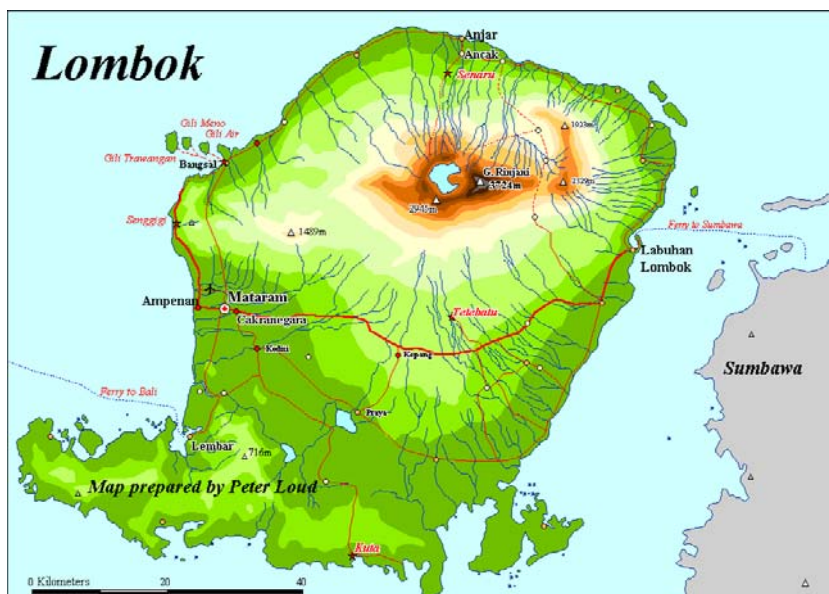 Lombok
Anjar
Ancak
Senaru
Gili Meno
Gili Air
Gili Trawangan
Bangsal
G. Rinjani
3724m
2329m
Senggigi
1489m
Ferry to Sumbawa
Labuhan
Lombok
Ampenan
Mataram
Cakranegara
Tetebatu
Kediri
Kopang
Sumbawa
Ferry to Bali
Praya
Lembar
716m
Map prepared by Peter Loud
Kuta
0 Kilometers
20
40